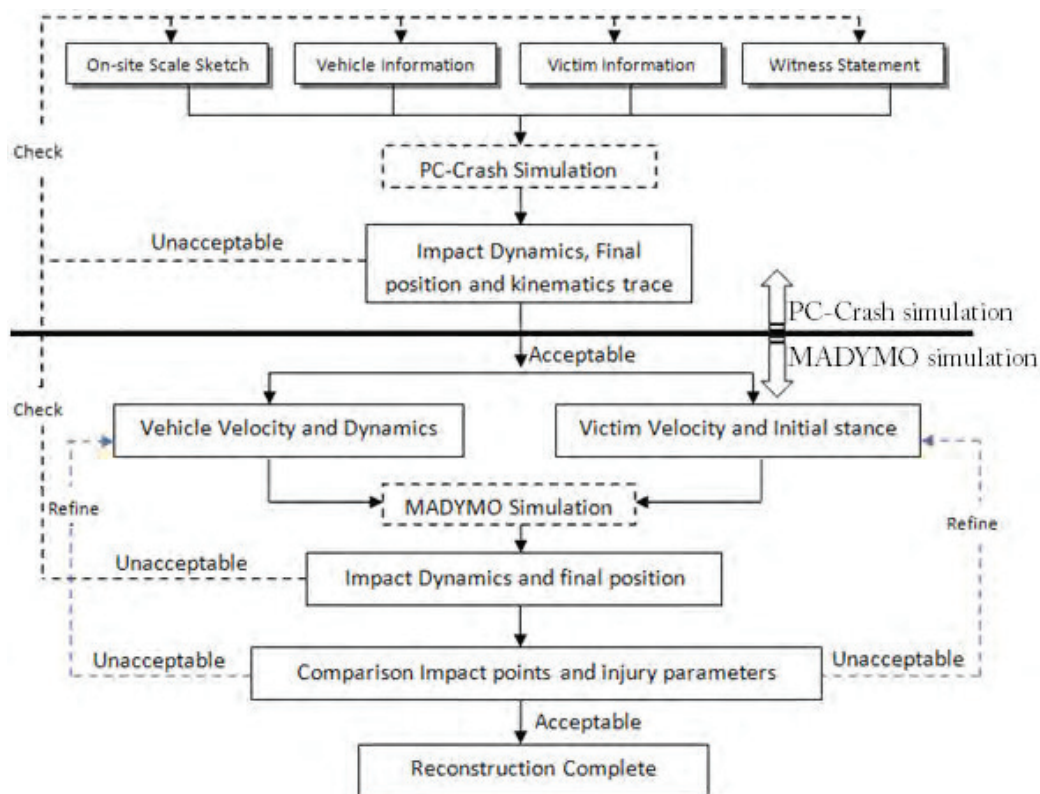 On-site Scale Sketch
Vehicle Information
Victim Information
Witness Statement
Check
PC-Crash Simulation
Unacceptable
Impact Dynamics, Final
position and kinematics trace
PC-Crash simulation
MADYMO simulation
Acceptable
Check
Vehicle Velocity and Dynamics
Victim Velocity and Initial stance
Refine
MADYMO Simulation
Refine
Unacceptable
Impact Dynamics and final position
Unacceptable
Comparison Impact points and injury parameters
Unacceptable
Acceptable
Reconstruction Complete